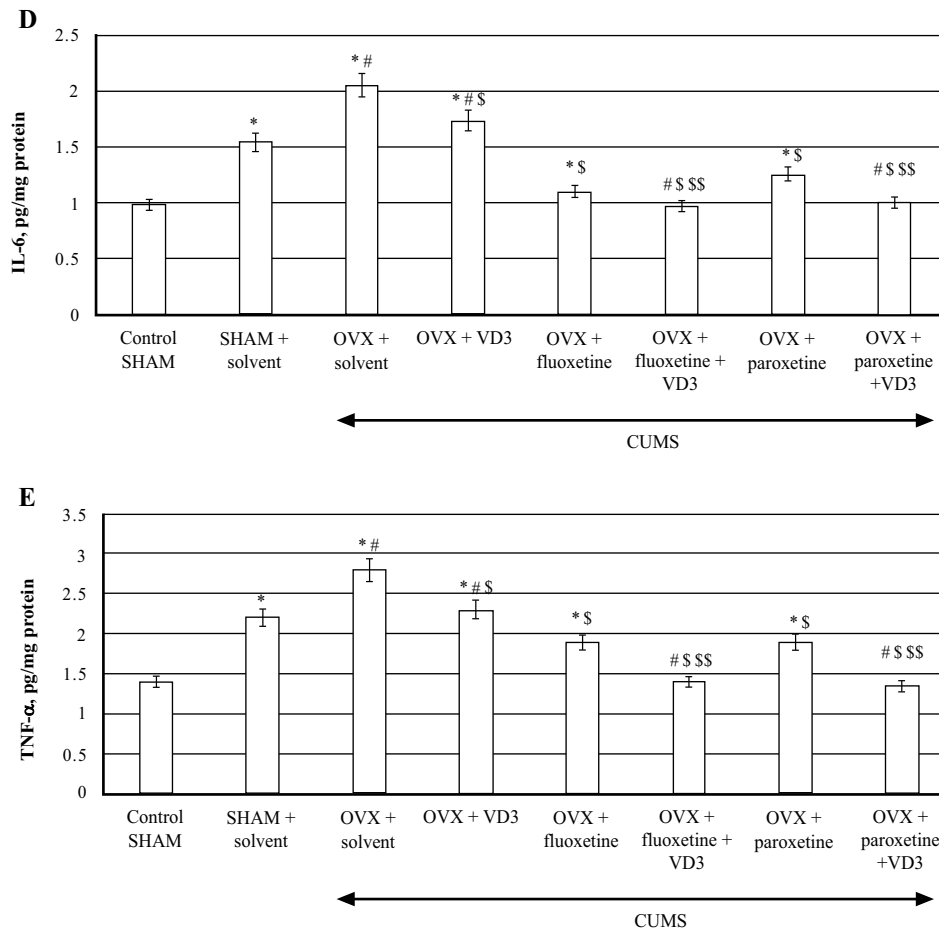 D
2.5
2
1.5
1
0.5
0
IL-6, pg/mg protein
*
* #
* # $
* $
# $ $$
* $
# $ $$
Control SHAM
SHAM + solvent
OVX + solvent
OVX + VD3
OVX + fluoxetine
OVX + fluoxetine + VD3
OVX + paroxetine
OVX + paroxetine +VD3
CUMS
E
3.5
3
2.5
2
1.5
1
0.5
0
TNF-α, pg/mg protein
*
* #
* # $
* $
# $ $$
* $
# $ $$
Control SHAM
SHAM + solvent
OVX + solvent
OVX + VD3
OVX + fluoxetine
OVX + fluoxetine + VD3
OVX + paroxetine
OVX + paroxetine +VD3
CUMS